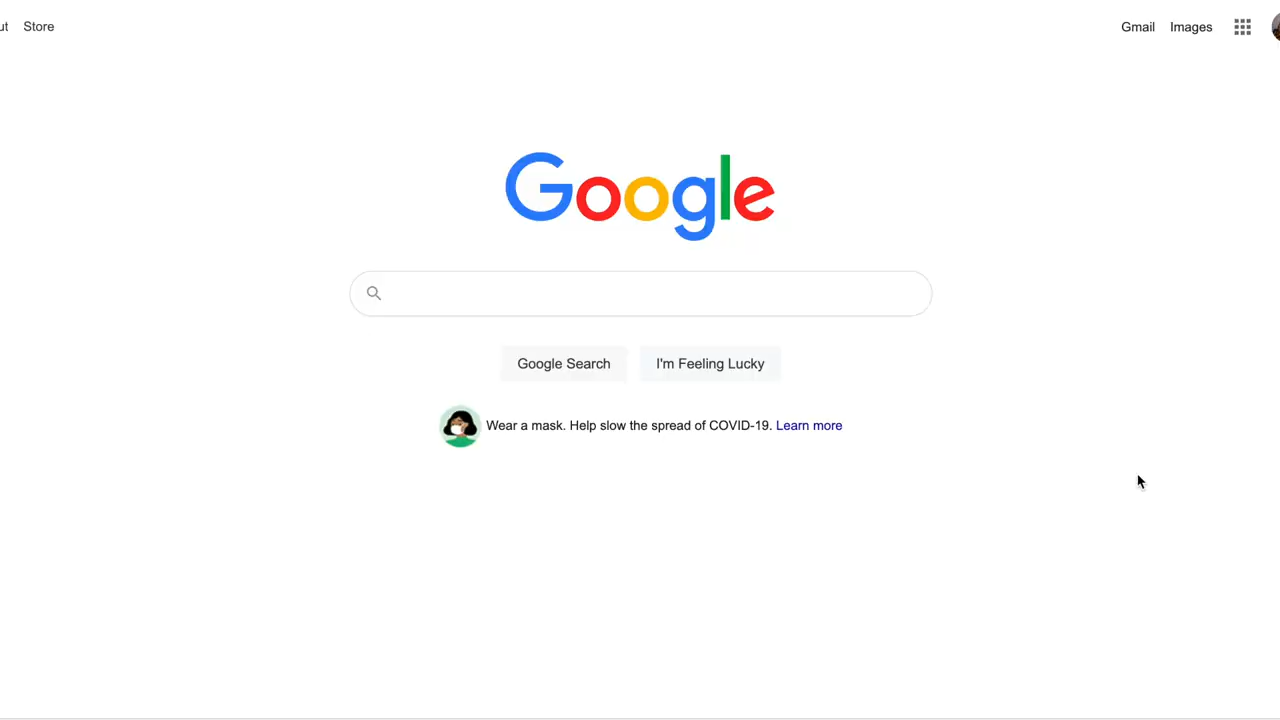 ut Store Gmail Images
Google
Google Search I'm Feeling Lucky
Wear a mask. Help slow the spread of COVID-19. Learn more